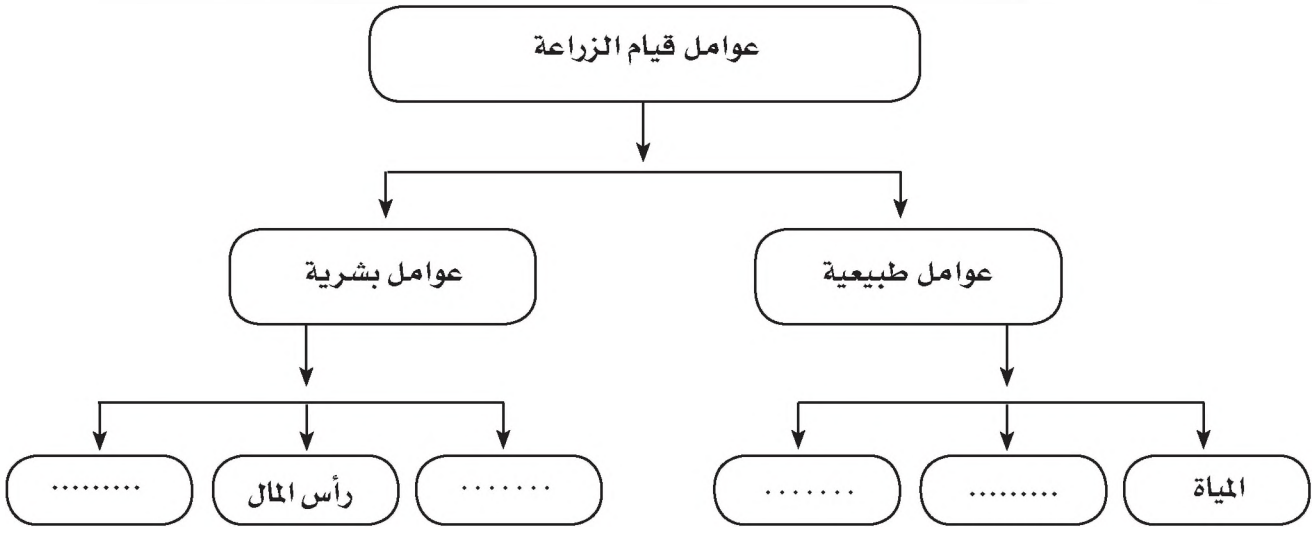 عوامل قيام الزراعة
عوامل طبيعية
عوامل بشرية
المياة
.........
.......
.......
رأس المال
.........